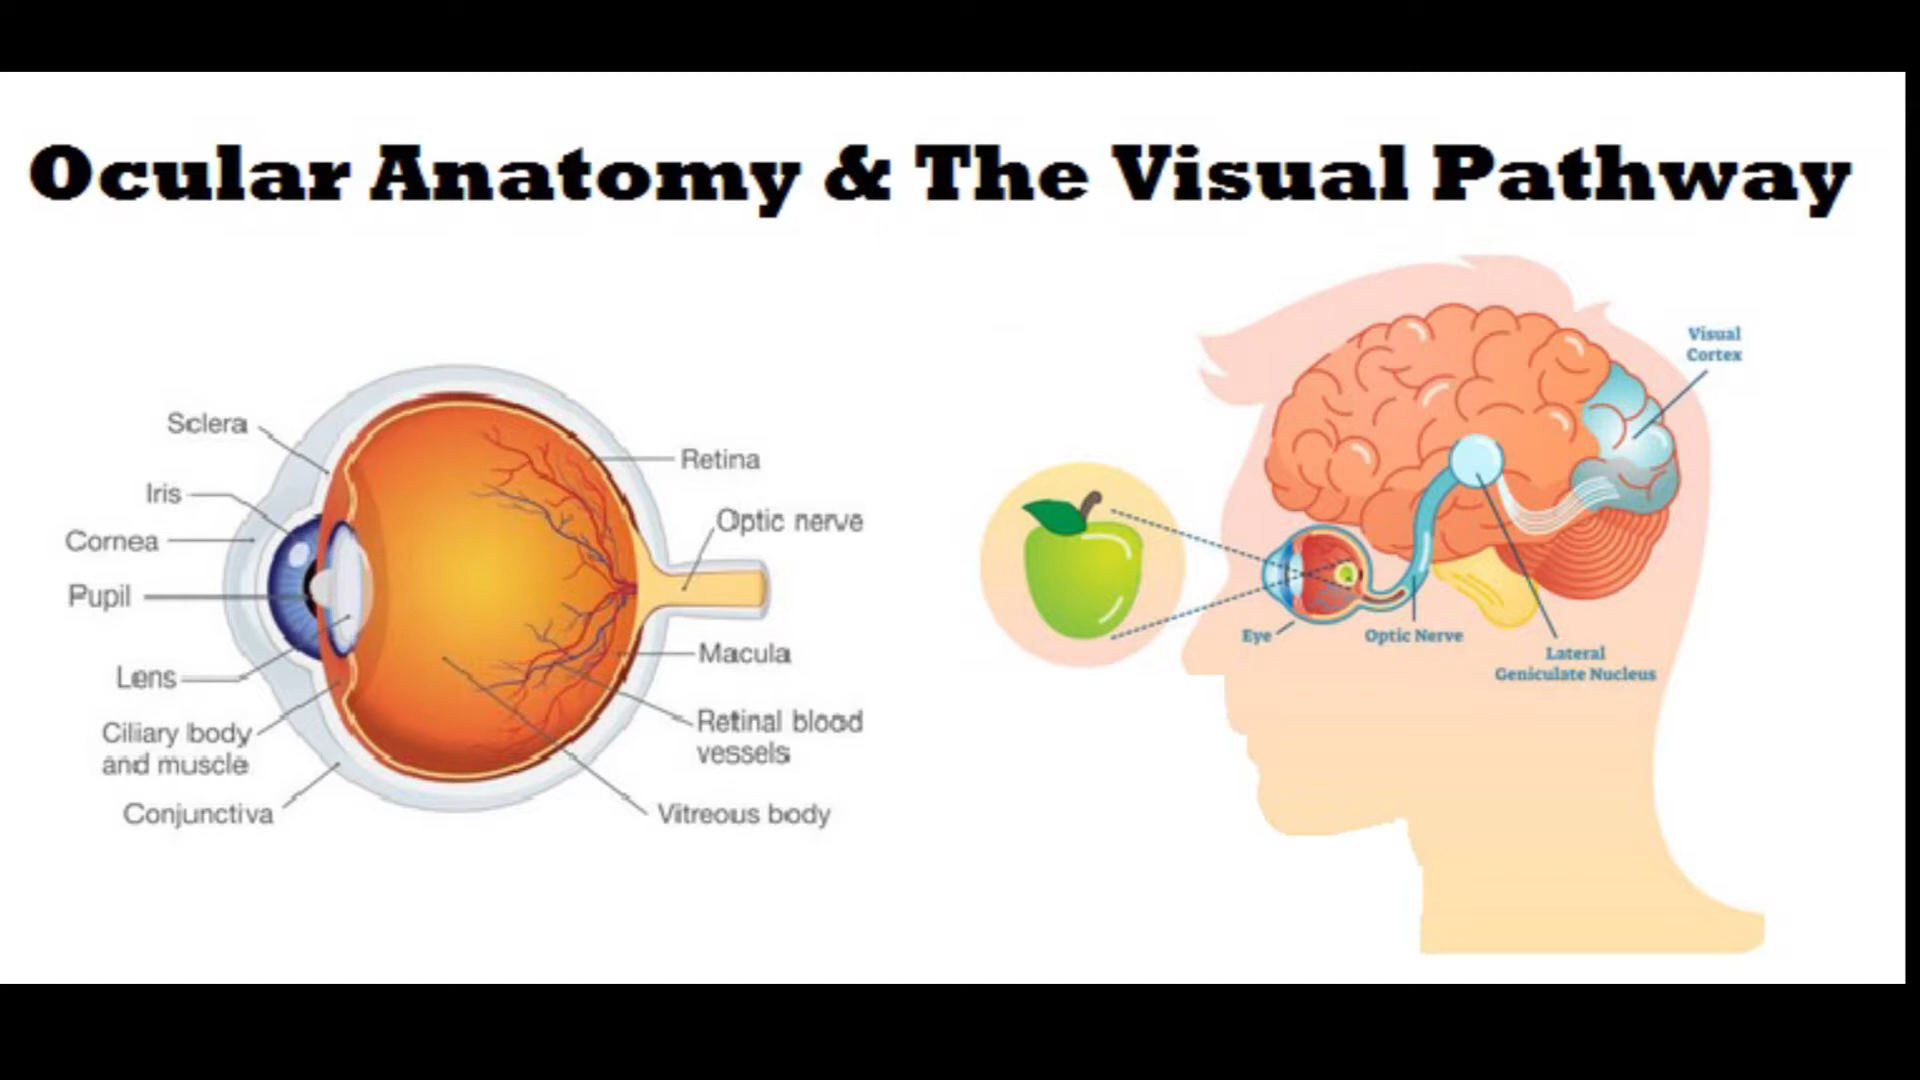 Ocular Anatomy & The Visual Pathway
Sclera
Iris
Cornea
Pupil
Lens
Ciliary body
and muscle
Conjunctiva
Retina
Optic nerve
Macula
Retinal blood
vessels
Vitreous body
Visual
Cortex
Eye
Optic Nerve
Lateral
Geniculate Nucleus